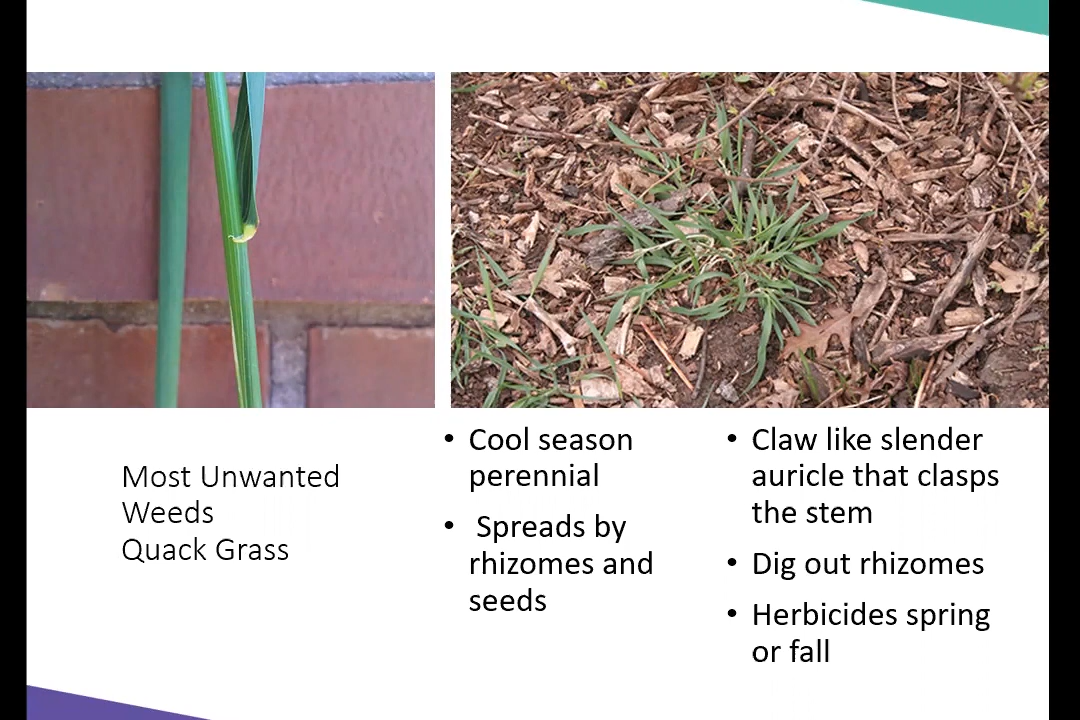 Most Unwanted
Weeds
Quack Grass
• Cool season
perennial
• Spreads by
rhizomes and
seeds
• Claw like slender
auricle that clasps
the stem
• Dig out rhizomes
• Herbicides spring
or fall